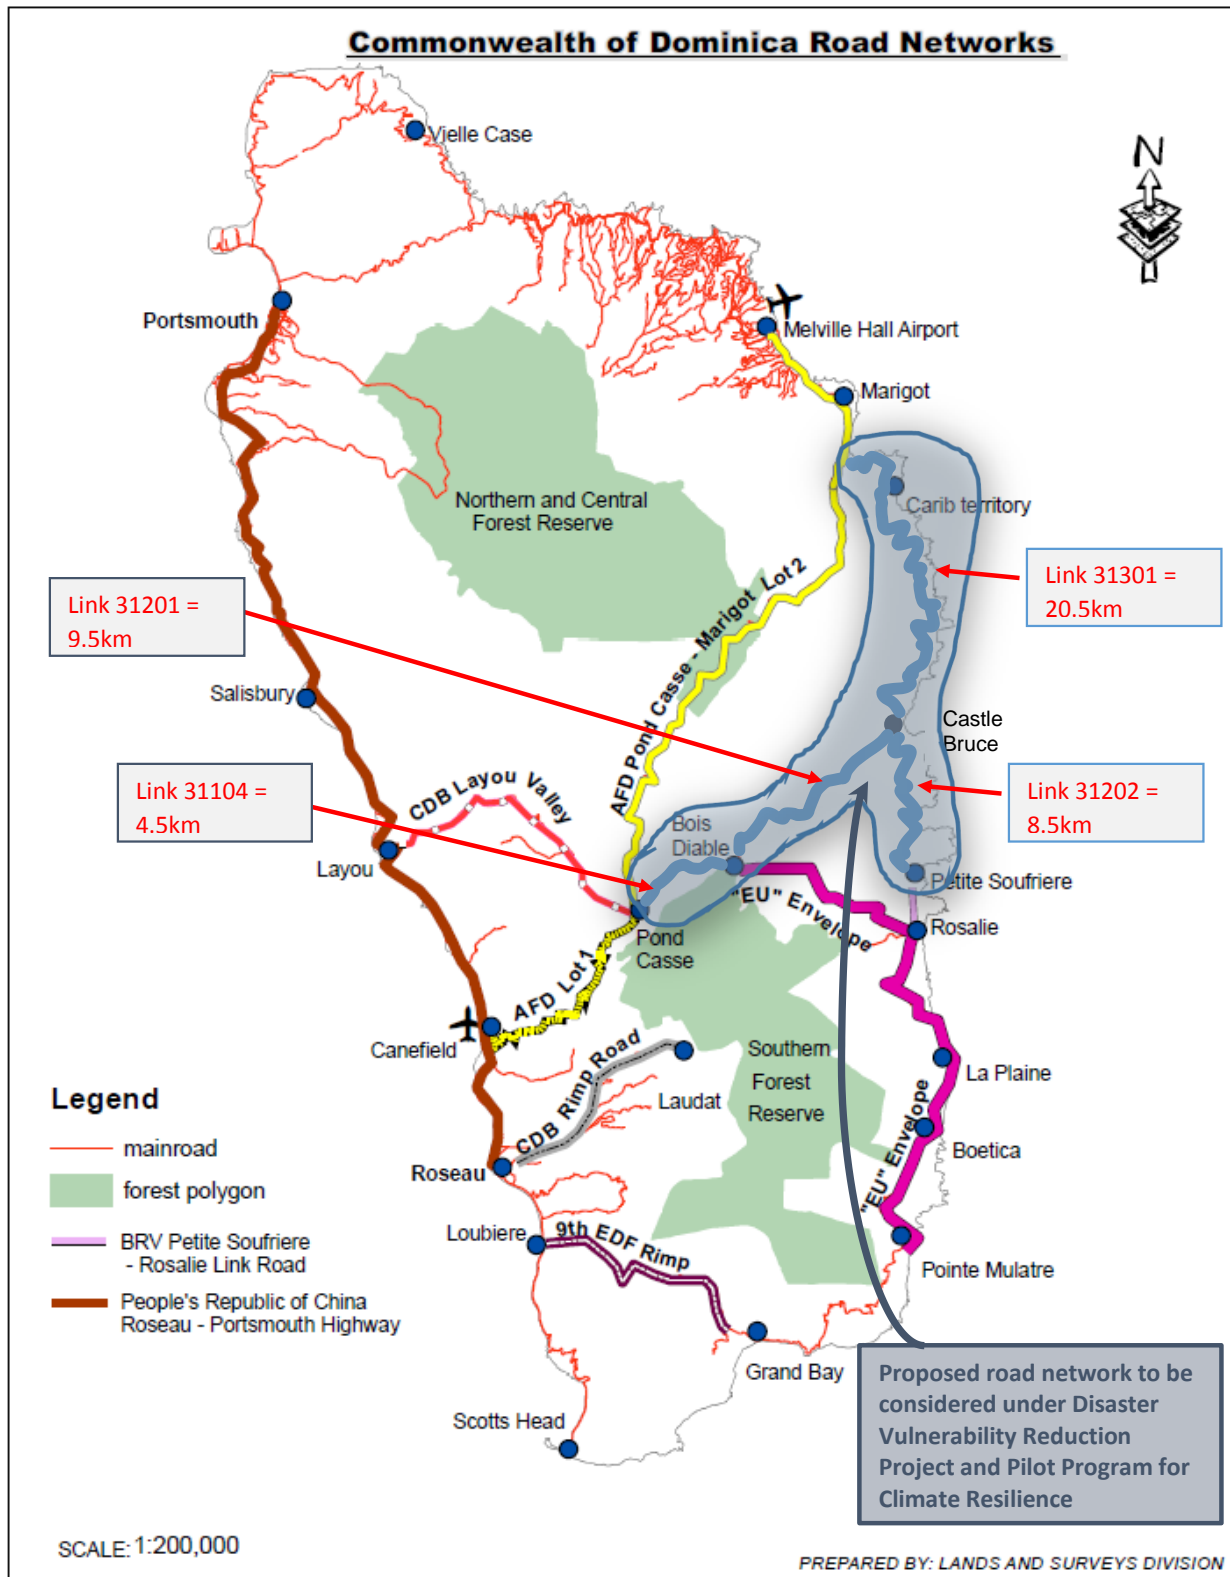 Commonwealth of Dominica Road Networks
N
Vielle Case
Portsmouth
Melville Hall Airport
Marigot
Northern and Central
Forest Reserve
Carib territory
Link 31301 =
20.5km
Link 31201 =
9.5km
AFD Pond Casse - Marigot Lot 2
Salisbury
Castle
Bruce
Link 31104 =
4.5km
CDB Layou Valley
Link 31202 =
8.5km
Bois
Diable
Layou
Petite Soufriere
"EU" Envelope
Rosalie
Pond
Casse
AFD Lot 1
Canefield
CDB Rimp Road
Southern
Forest
Reserve
La Plaine
Laudat
Boetica
"EU" Envelope
Roseau
Loubiere
9th EDF Rimp
Pointe Mulatre
Grand Bay
Scotts Head
Legend
mainroad
forest polygon
BRV Petite Soufriere
- Rosalie Link Road
People's Republic of China
Roseau - Portsmouth Highway
Proposed road network to be
considered under Disaster
Vulnerability Reduction
Project and Pilot Program for
Climate Resilience
SCALE: 1:200,000
PREPARED BY: LANDS AND SURVEYS DIVISION